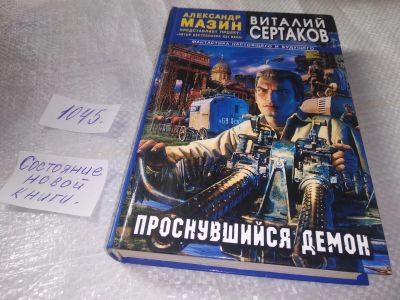 АЛЕКСАНДР
МАЗИН
ПРЕДСТАВЛЯЕТ ПРОЕКТ:
ВИТАЛИЙ
СЕРТАКОВ
ФАНТАСТИКА НАСТОЯЩЕГО И БУДУЩЕГО
ПРОСНУВШИЙСЯ ДЕМОН
1045.
Состояние
новой
книги.